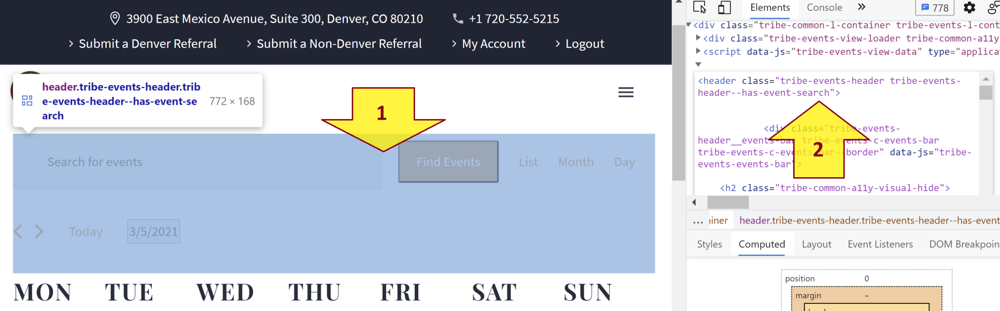 3900 East Mexico Avenue, Suite 300, Denver, CO 80210 +1 720-552-5215
Submit a Denver Referral Submit a Non-Denver Referral My Account Logout
header.tribe-events-header.trib
e-events-header--has-event-se
arch
772 × 168
1
Search for events Find Events List Month Day
Today 3/5/2021
MON TUE WED THU FRI SAT SUN
Elements Console » 778
<div class="tribe-common-l-container tribe-events-l-cont
<div class="tribe-events-view-loader tribe-common-a11y
<script data-js="tribe-events-view-data" type="applica
<header class="tribe-events-header tribe-events-
header--has-event-search">
<div class="tribe-events-
header__events-bar tribe-events-c-events-bar
tribe-events-c-events-bar--border" data-js="tribe-
events-events-bar">
2
<h2 class="tribe-common-a11y-visual-hide">
... iner header.tribe-events-header.tribe-events-header--has-event
Styles Computed Layout Event Listeners DOM Breakpoin
position 0
margin –